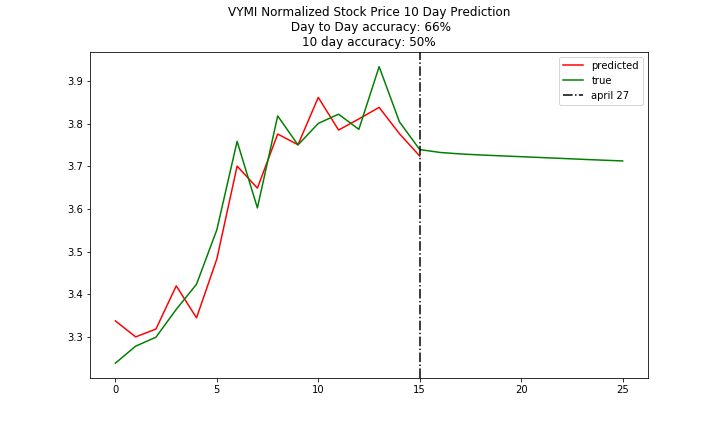 VYMI Normalized Stock Price 10 Day Prediction
Day to Day accuracy: 66%
10 day accuracy: 50%
predicted
true
april 27
3.9
3.8
3.7
3.6
3.5
3.4
3.3
0 5 10 15 20 25